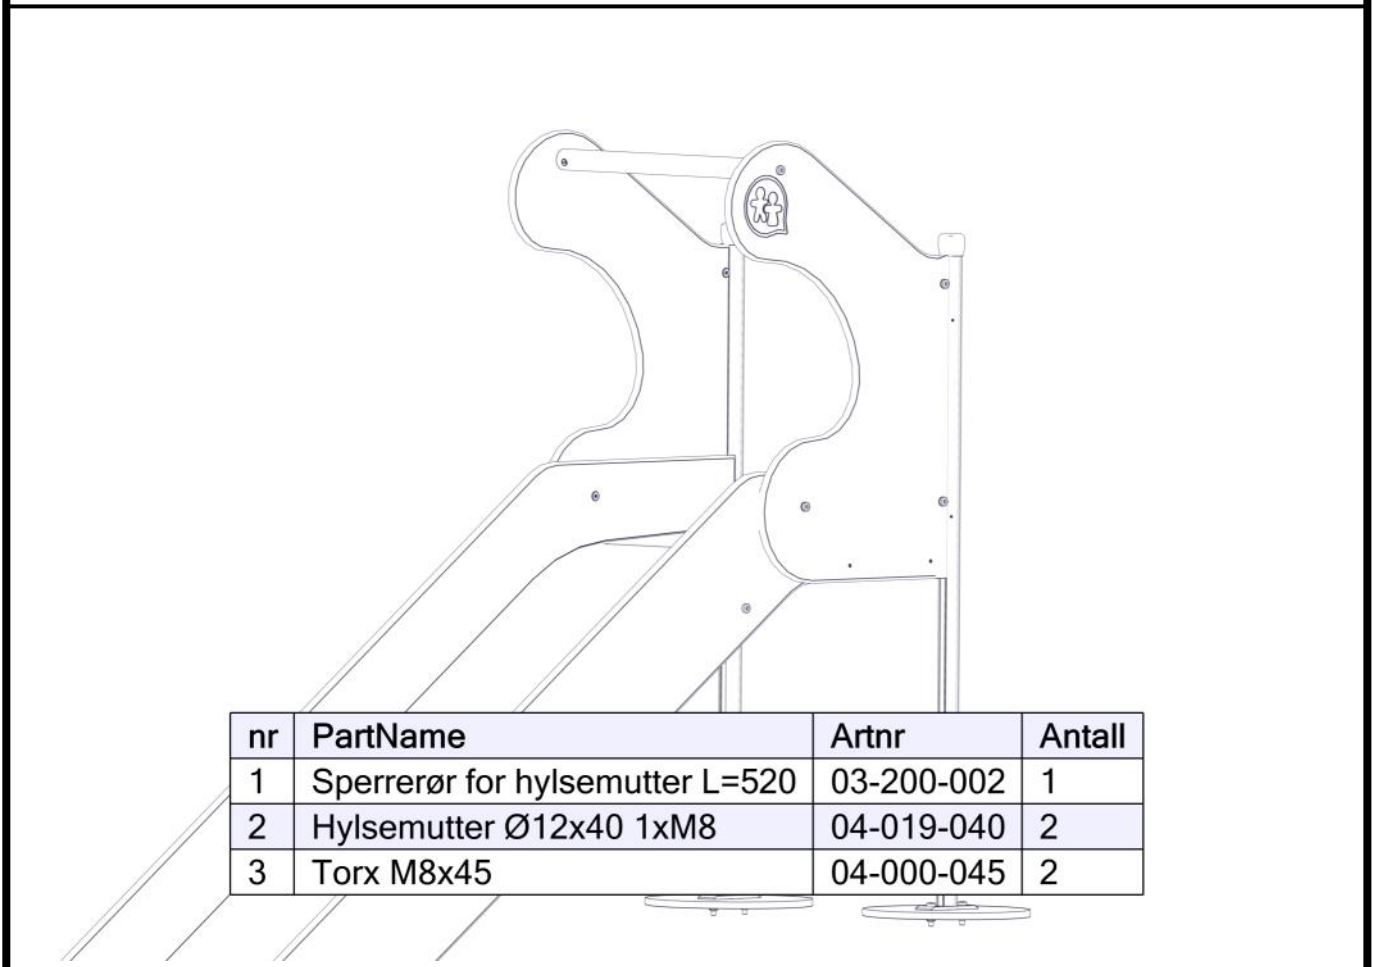 nr PartName Artnr Antall
1 Sperrerør for hylsemutter L=520 03-200-002 1
2 Hylsemutter Ø12x40 1xM8 04-019-040 2
3 Torx M8x45 04-000-045 2